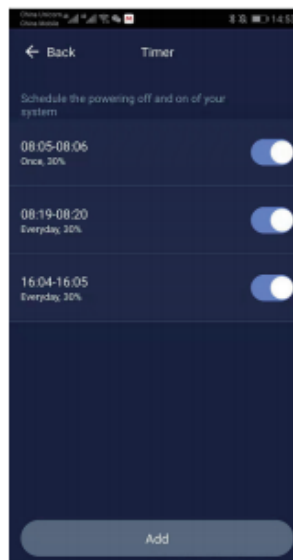 China Unicom
China Mobile
14:53
← Back Timer
Schedule the powering off and on of your
system
08:05-08:06
Once, 30%
08:19-08:20
Everyday, 30%
16:04-16:05
Everyday, 30%
Add